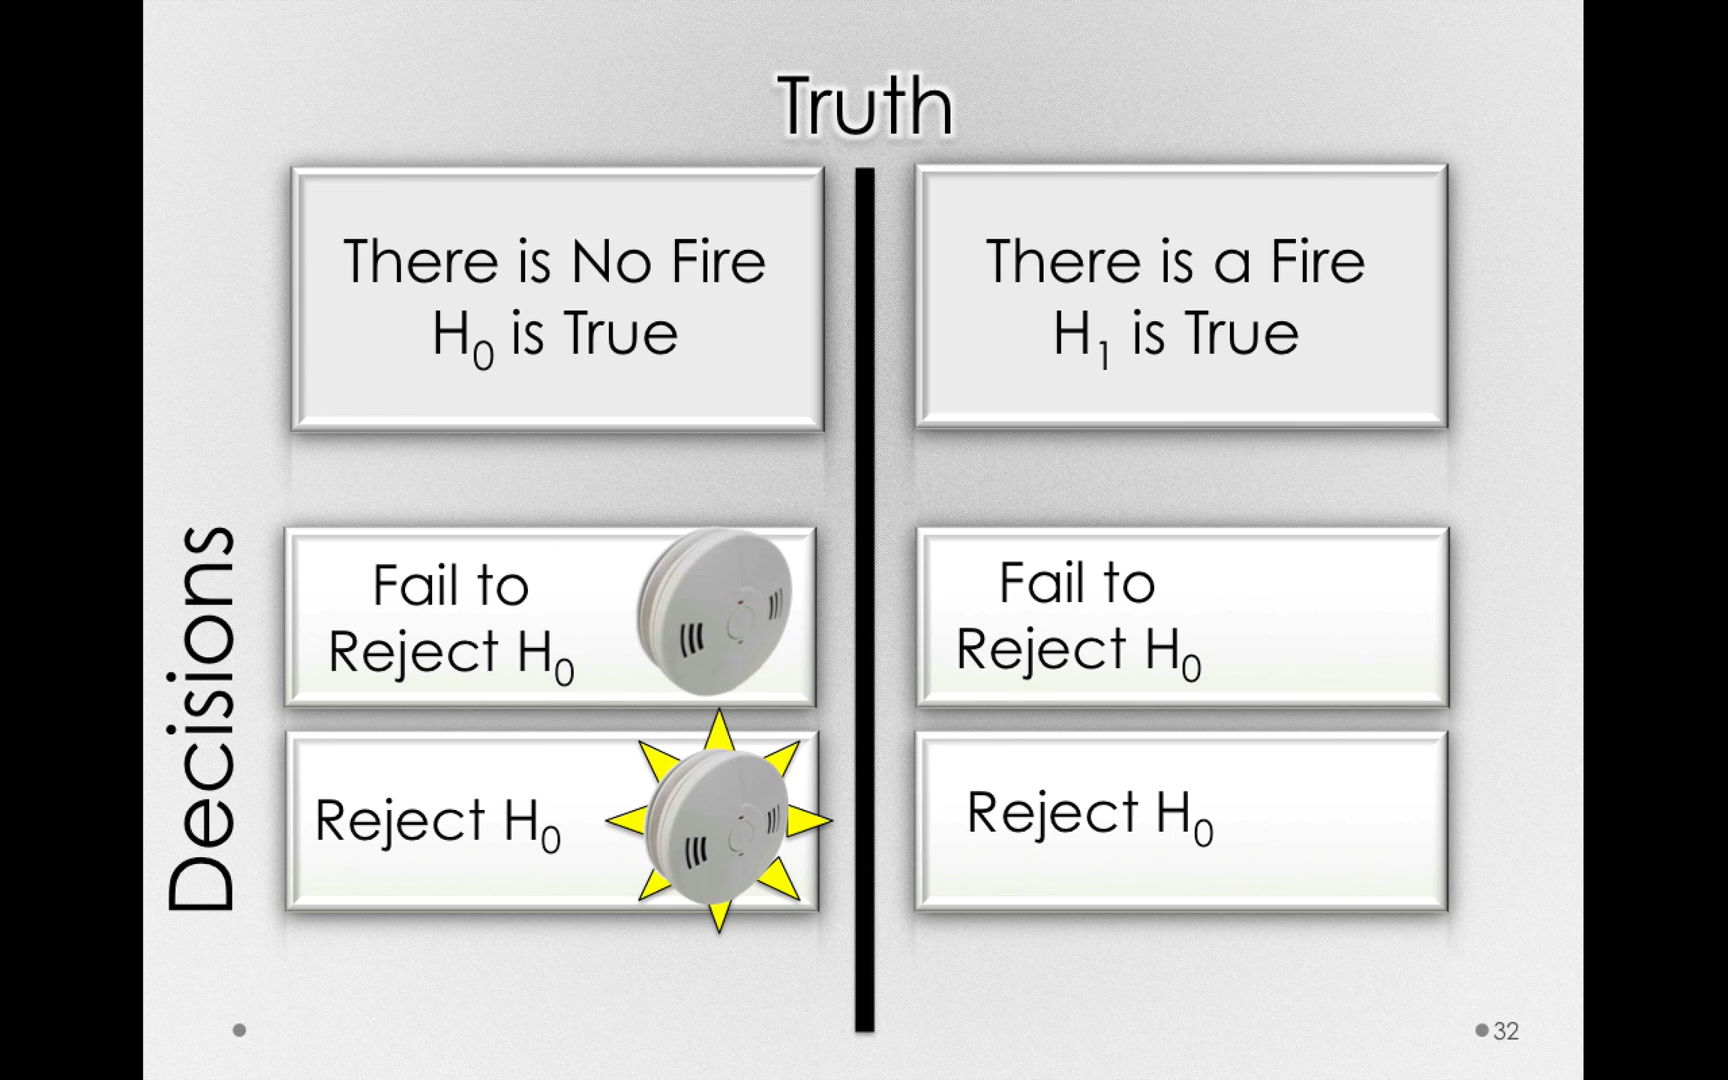 Truth
There is No Fire
H₀ is True
There is a Fire
H₁ is True
Decisions
Fail to
Reject H₀
Fail to
Reject H₀
Reject H₀
Reject H₀
32